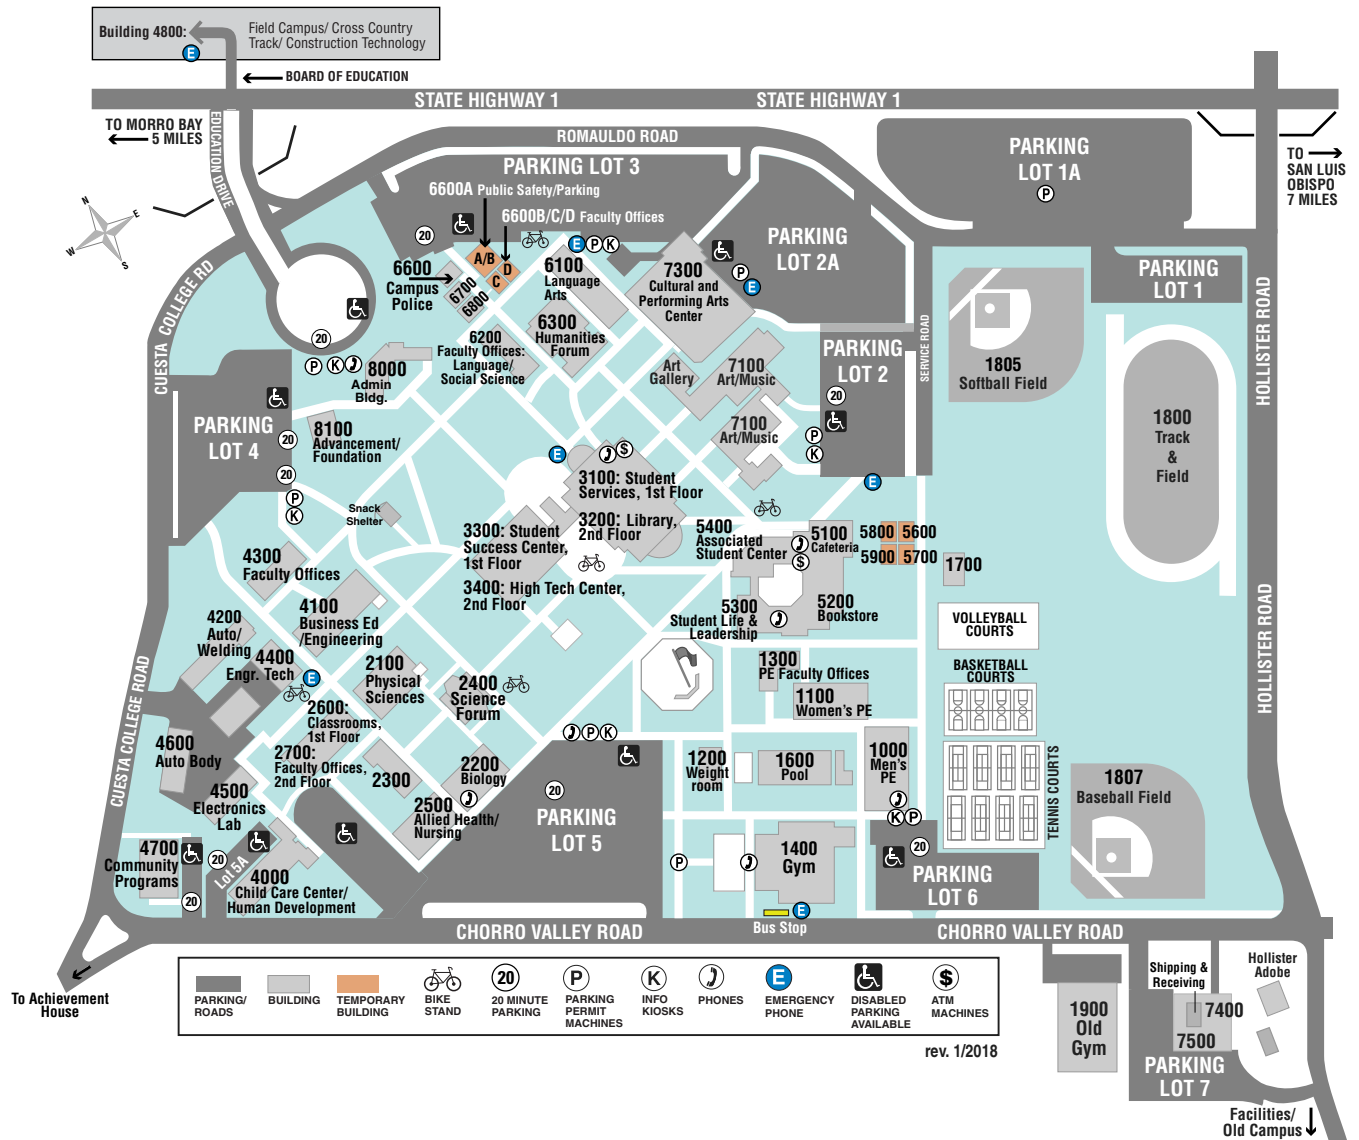 Building 4800:
Field Campus/ Cross Country
Track/ Construction Technology
E
BOARD OF EDUCATION
STATE HIGHWAY 1
STATE HIGHWAY 1
TO MORRO BAY
5 MILES
EDUCATION DRIVE
ROMAULDO ROAD
PARKING
LOT 1A
P
TO
SAN LUIS
OBISPO
7 MILES
N
E
W
S
PARKING LOT 3
6600A Public Safety/Parking
6600B/C/D Faculty Offices
20
A/B
D
C
E
P
K
PARKING
LOT 2A
P
E
PARKING
LOT 1
6600
Campus
Police
6700
6800
6100
Language
Arts
7300
Cultural and
Performing Arts
Center
CUESTA COLLEGE RD
20
P
K
8000
Admin
Bldg.
6200
Faculty Offices:
Language/
Social Science
6300
Humanities
Forum
Art
Gallery
7100
Art/Music
7100
Art/Music
PARKING
LOT 2
20
P
K
E
SERVICE ROAD
1805
Softball Field
HOLLISTER ROAD
1800
Track
&
Field
PARKING
LOT 4
20
20
P
K
8100
Advancement/
Foundation
Snack
Shelter
E
$
3100: Student
Services, 1st Floor
3200: Library,
2nd Floor
3300: Student
Success Center,
1st Floor
3400: High Tech Center,
2nd Floor
5400
Associated
Student Center
5100
Cafeteria
$
5800
5600
5900
5700
1700
5300
Student Life &
Leadership
5200
Bookstore
VOLLEYBALL
COURTS
HOLLISTER ROAD
4300
Faculty Offices
4100
Business Ed
/Engineering
4200
Auto/
Welding
4400
Engr. Tech
E
2100
Physical
Sciences
2400
Science
Forum
1300
PE Faculty Offices
1100
Women's PE
BASKETBALL
COURTS
CUESTA COLLEGE ROAD
2600:
Classrooms,
1st Floor
2700:
Faculty Offices,
2nd Floor
4600
Auto Body
4500
Electronics
Lab
2300
2200
Biology
2500
Allied Health/
Nursing
P
K
20
PARKING
LOT 5
1200
Weight
room
1600
Pool
1000
Men's
PE
K
P
TENNIS COURTS
1807
Baseball Field
4700
Community
Programs
20
20
Lot 5A
4000
Child Care Center/
Human Development
P
1400
Gym
20
PARKING
LOT 6
E
Bus Stop
CHORRO VALLEY ROAD
CHORRO VALLEY ROAD
To Achievement
House
PARKING/
ROADS
BUILDING
TEMPORARY
BUILDING
BIKE
STAND
20
20 MINUTE
PARKING
P
PARKING
PERMIT
MACHINES
K
INFO
KIOSKS
PHONES
E
EMERGENCY
PHONE
DISABLED
PARKING
AVAILABLE
$
ATM
MACHINES
rev. 1/2018
1900
Old
Gym
Shipping &
Receiving
7400
7500
PARKING
LOT 7
Hollister
Adobe
Facilities/
Old Campus